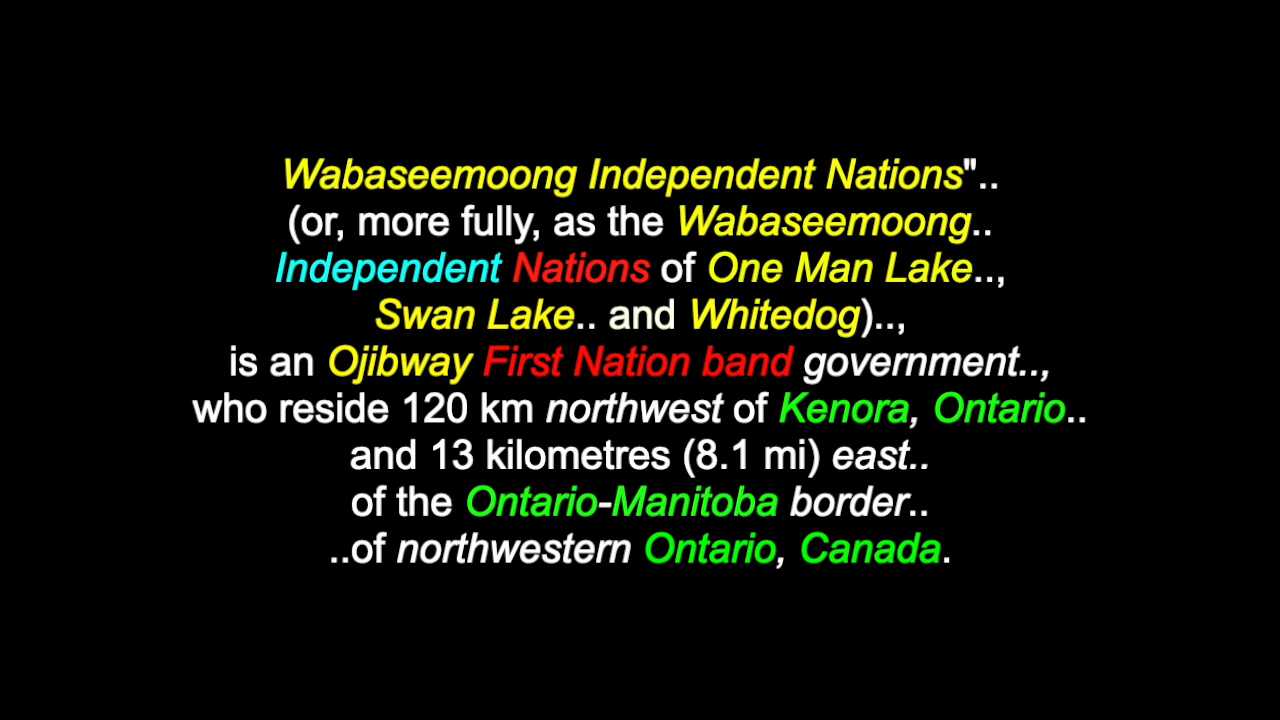 Wabaseemoong Independent Nations"..
(or, more fully, as the Wabaseemoong..
Independent Nations of One Man Lake..,
Swan Lake.. and Whitedog)..,
is an Ojibway First Nation band government..,
who reside 120 km northwest of Kenora, Ontario..
and 13 kilometres (8.1 mi) east..
of the Ontario-Manitoba border..
..of northwestern Ontario, Canada.